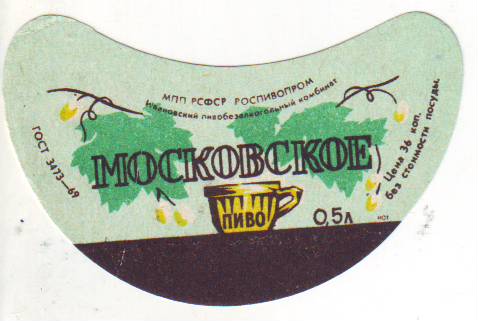 МПП РСФСР РОСПИВОПРОМ
Ивановский пивобезалкогольный комбинат
ГОСТ 3473—69
МОСКОВСКОЕ
Цена 36 коп.
без стоимости посуды.
ПИВО
0,5л